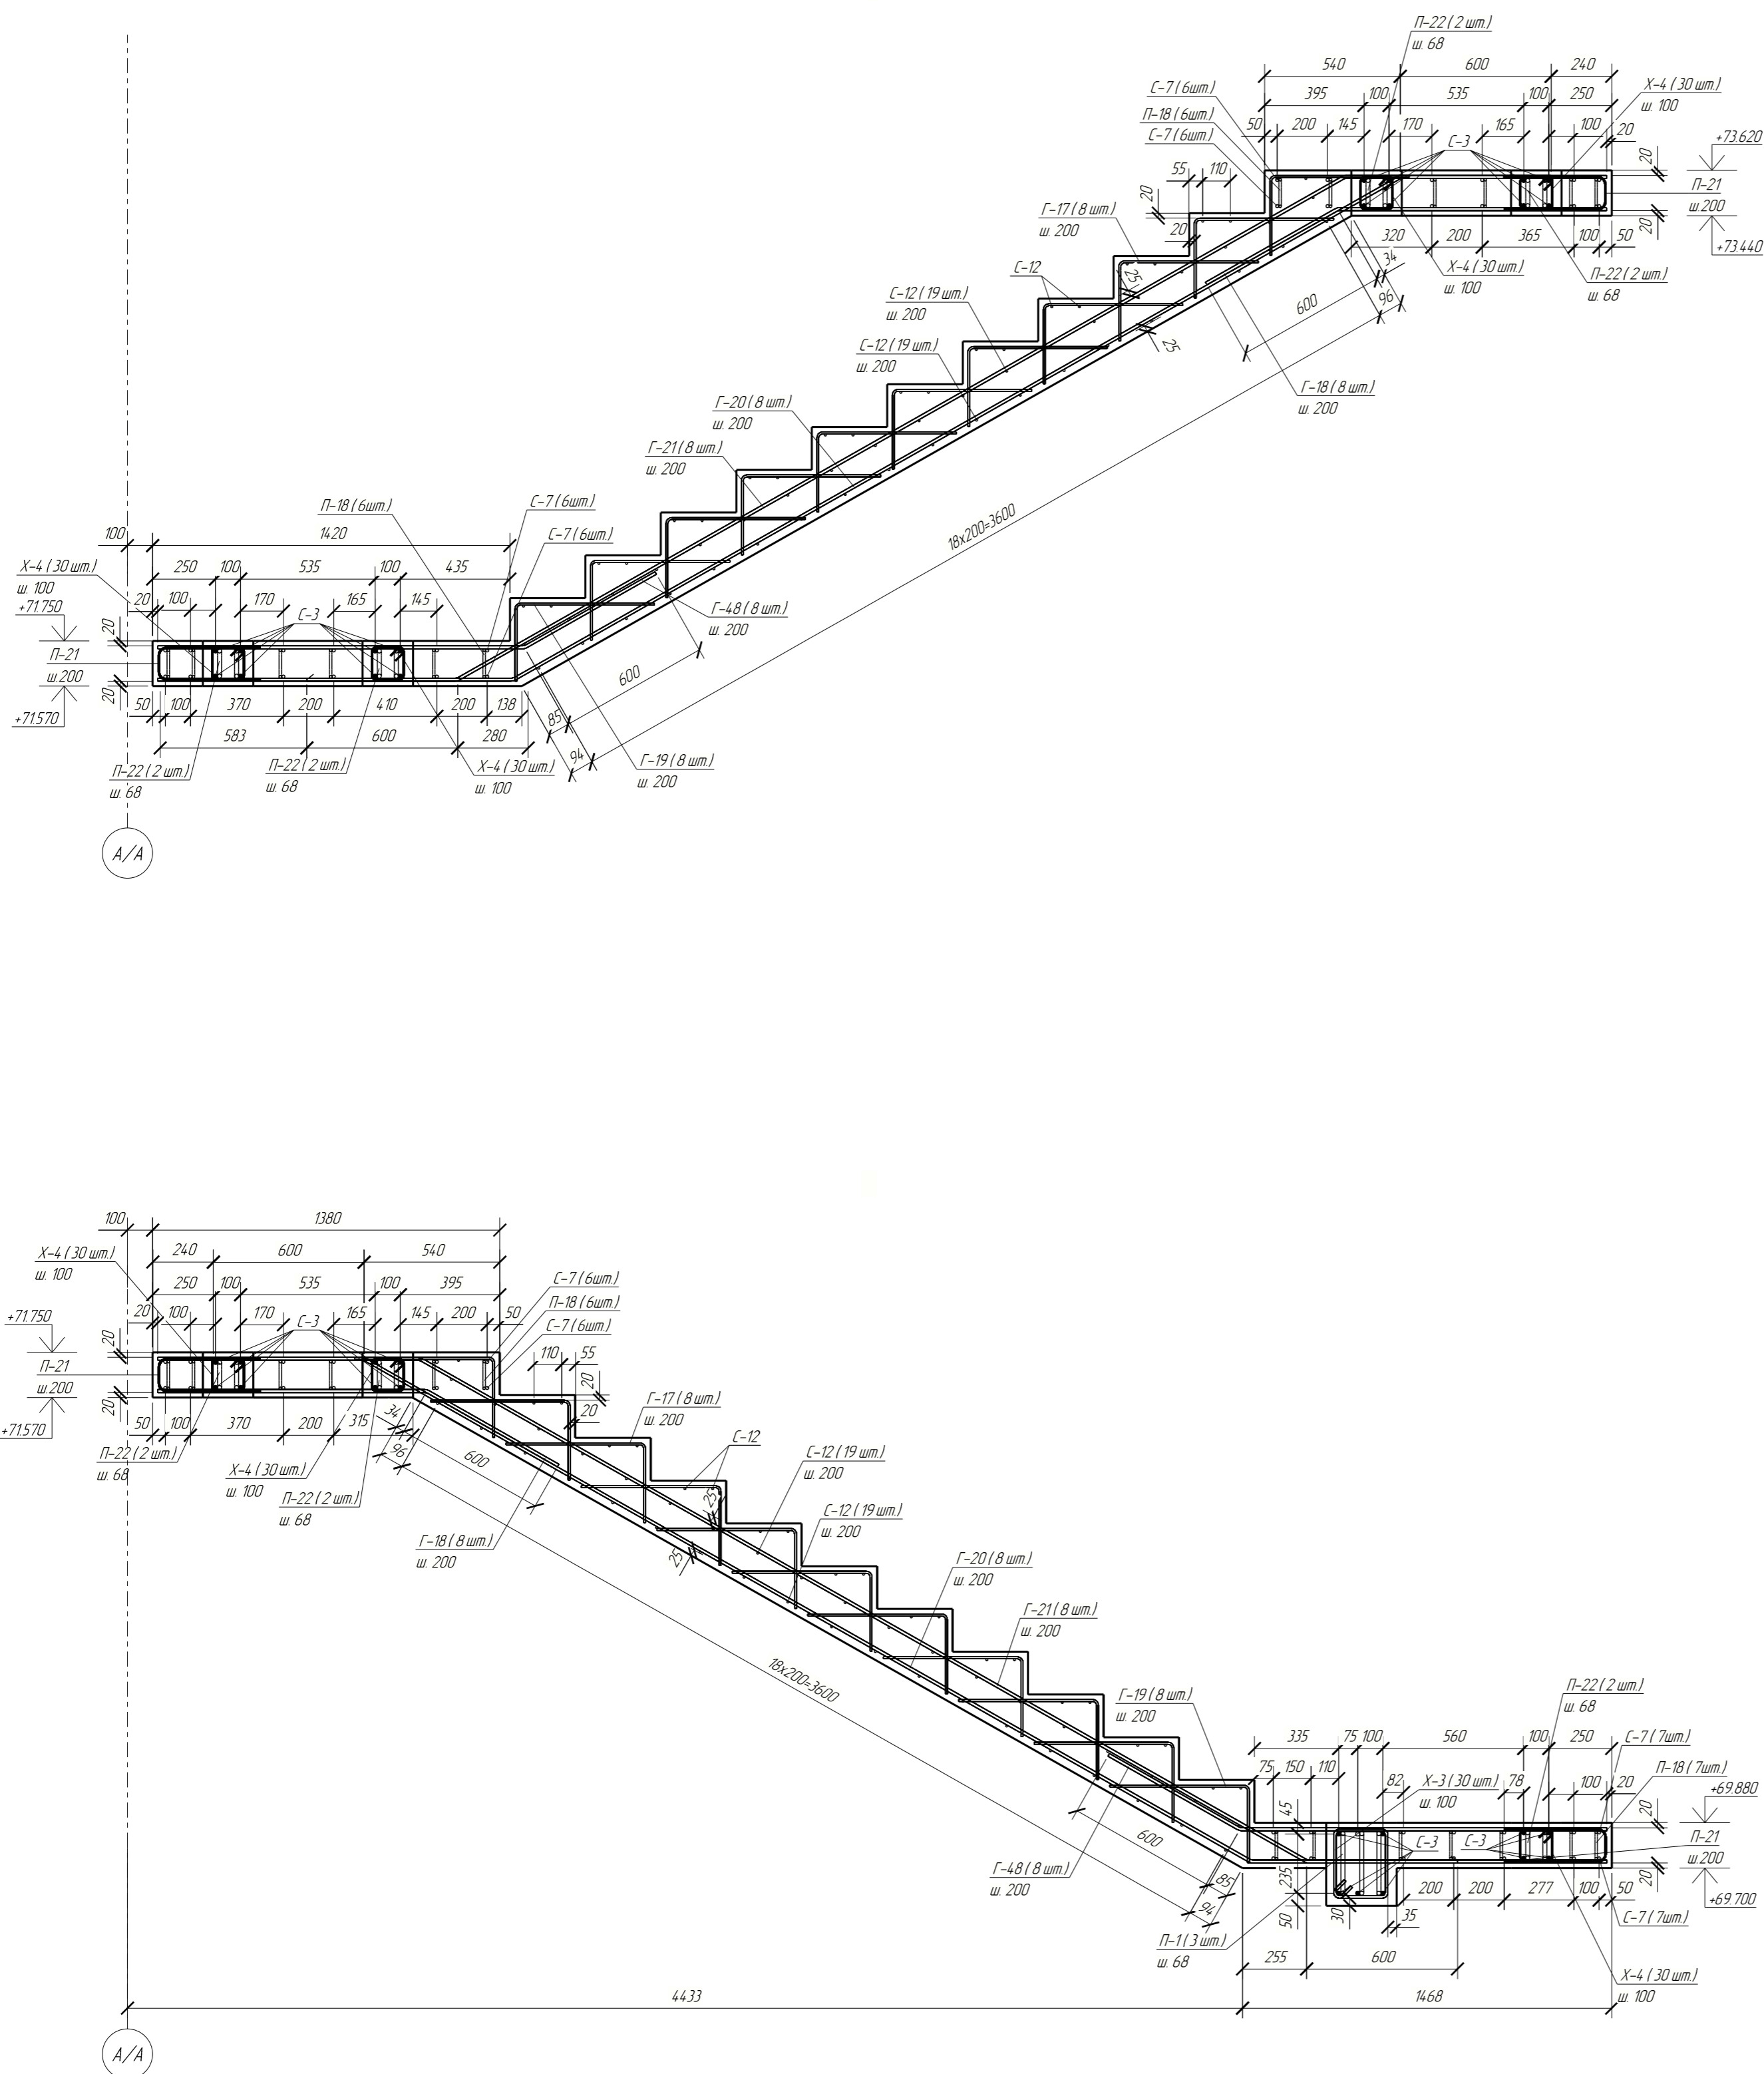 П-22 (2 шт.)
ш. 68
540
600
240
С-7 (6шт.)
395
100
535
100
250
Х-4 (30 шт.)
ш. 100
П-18 (6шт.)
С-7 (6шт.)
50
200
145
170
165
100
20
С-3
+73.620
20
П-21
ш 200
20
+73.440
55
110
20
20
Г-17 (8 шт.)
ш. 200
320
200
365
100
50
34
Х-4 (30 шт.)
ш. 100
П-22 (2 шт.)
ш. 68
96
600
25
25
С-12
С-12 (19 шт.)
ш. 200
С-12 (19 шт.)
ш. 200
Г-18 (8 шт.)
ш. 200
Г-20 (8 шт.)
ш. 200
Г-21 (8 шт.)
ш. 200
18х200=3600
П-18 (6шт.)
С-7 (6шт.)
С-7 (6шт.)
100
1420
Х-4 (30 шт.)
ш. 100
250
100
535
100
435
+71.750
20
100
170
165
145
С-3
20
Г-48 (8 шт.)
ш. 200
П-21
ш.200
20
+71.570
600
50
100
370
200
410
200
138
85
583
600
280
94
П-22 (2 шт.)
ш. 68
П-22 (2 шт.)
ш. 68
Х-4 (30 шт.)
ш. 100
Г-19 (8 шт.)
ш. 200
А/А
100
1380
Х-4 (30 шт.)
ш. 100
240
600
540
250
100
535
100
395
С-7 (6шт.)
П-18 (6шт.)
С-7 (6шт.)
+71.750
20
100
170
165
145
200
50
С-3
20
П-21
ш 200
20
+71.570
110
55
20
20
50
100
370
200
315
34
96
600
Г-17 (8 шт.)
ш. 200
П-22 (2 шт.)
ш. 68
Х-4 (30 шт.)
ш. 100
П-22 (2 шт.)
ш. 68
С-12
С-12 (19 шт.)
ш. 200
25
25
С-12 (19 шт.)
ш. 200
Г-18 (8 шт.)
ш. 200
Г-20 (8 шт.)
ш. 200
Г-21 (8 шт.)
ш. 200
18х200=3600
Г-19 (8 шт.)
ш. 200
П-22 (2 шт.)
ш. 68
335
75
100
560
100
250
С-7 (7шт.)
75
150
110
82
Х-3 (30 шт.)
ш. 100
78
100
20
П-18 (7шт.)
+69.880
45
20
П-21
ш.200
20
+69.700
С-3
С-3
600
85
94
Г-48 (8 шт.)
ш. 200
235
50
30
35
200
200
277
100
50
С-7 (7шт.)
П-1 (3 шт.)
ш. 68
255
600
Х-4 (30 шт.)
ш. 100
4433
1468
А/А